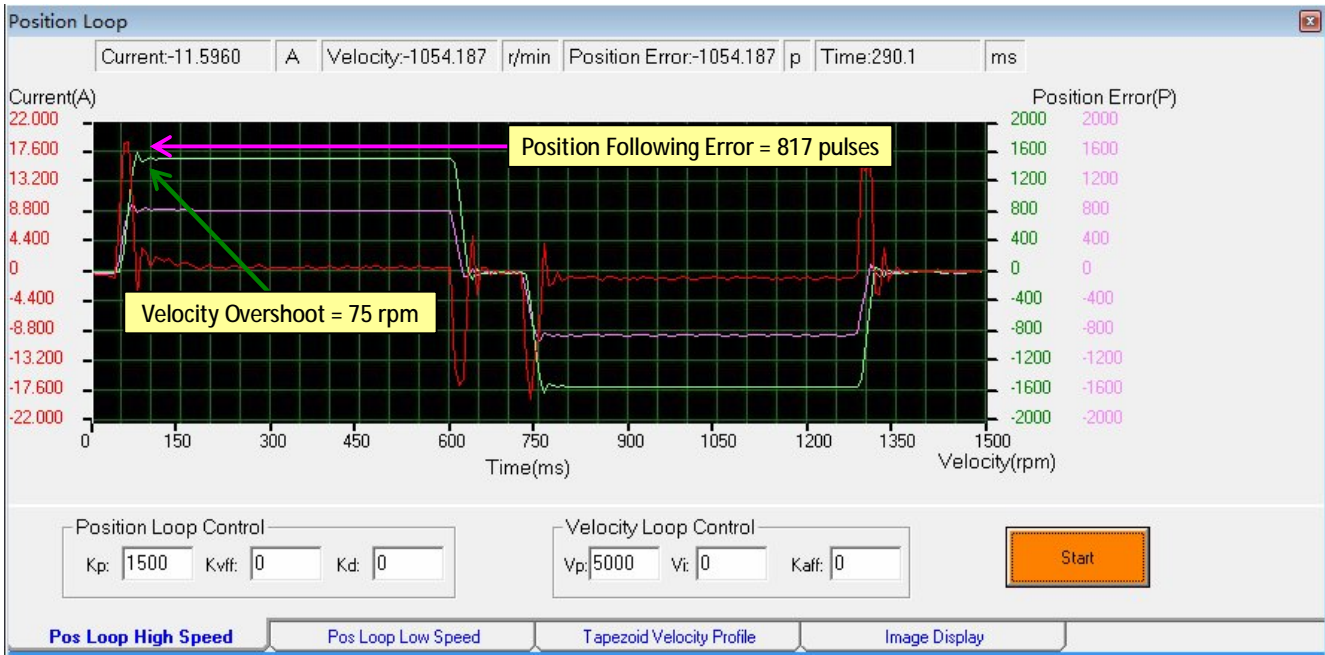 Position Loop
Current:-11.5960 A Velocity:-1054.187 r/min Position Error:-1054.187 p Time:290.1 ms
Current(A) Position Error(P)
22.000 2000 2000
17.600 1600 1600
Position Following Error = 817 pulses
13.200 1200 1200
8.800 800 800
4.400 400 400
0 0 0
-4.400 -400 -400
Velocity Overshoot = 75 rpm
-8.800 -800 -800
-13.200 -1200 -1200
-17.600 -1600 -1600
-22.000 -2000 -2000
0 150 300 450 600 750 900 1050 1200 1350 1500
Time(ms) Velocity(rpm)
Position Loop Control Velocity Loop Control
Kp: 1500 Kvff: 0 Kd: 0 Vp: 5000 Vi: 0 Kaff: 0 Start
Pos Loop High Speed Pos Loop Low Speed Tapezoid Velocity Profile Image Display